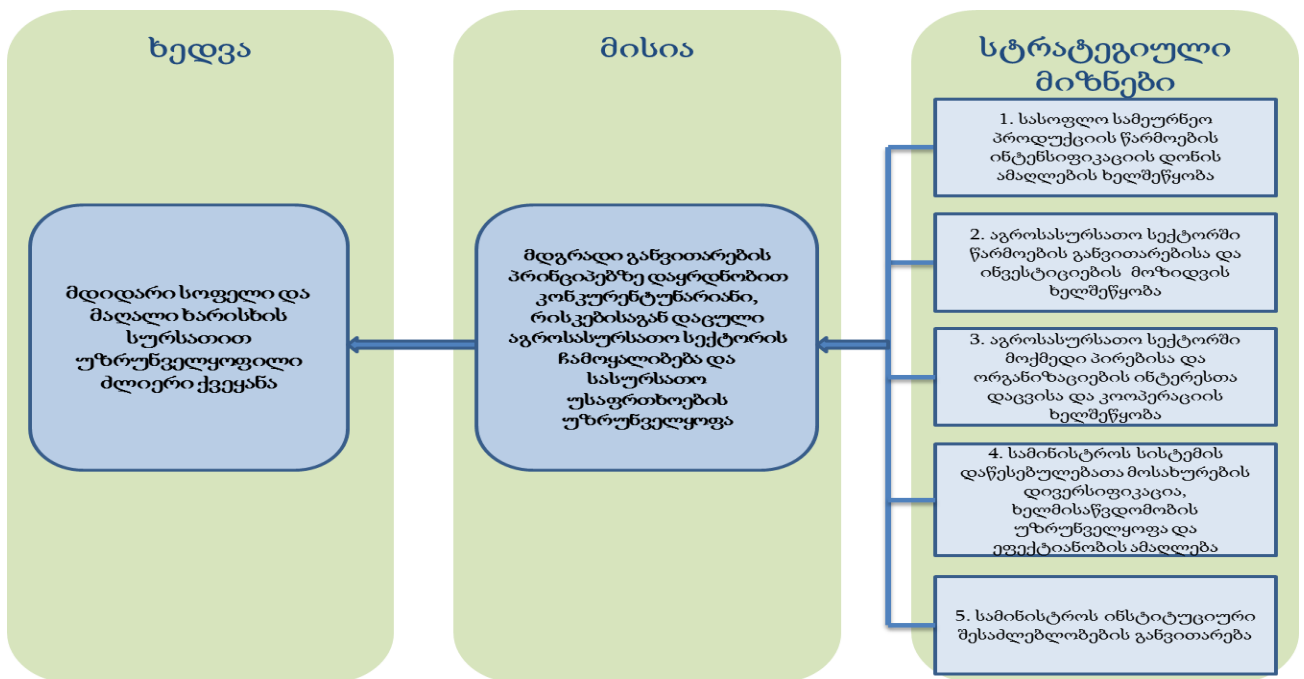 ხედვა
მდიდარი სოფელი და
მაღალი ხარისხის
სურსათით
უზრუნველყოფილი
ძლიერი ქვეყანა
მისია
მდგრადი განვითარების
პრინციპებზე დაყრდნობით
კონკურენტუნარიანი,
რისკებისაგან დაცული
აგროსასურსათო სექტორის
ჩამოყალიბება და
სასურსათო
უსაფრთხოების
უზრუნველყოფა
სტრატეგიული
მიზნები
1. სასოფლო სამეურნეო
პროდუქციის წარმოების
ინტენსიფიკაციის დონის
ამაღლების ხელშეწყობა
2. აგროსასურსათო სექტორში
წარმოების განვითარებისა და
ინვესტიციების მოზიდვის
ხელშეწყობა
3. აგროსასურსათო სექტორში
მოქმედი პირებისა და
ორგანიზაციების ინტერესთა
დაცვისა და კოოპერაციის
ხელშეწყობა
4. სამინისტროს სისტემის
დაწესებულებათა მოსახურების
დივერსიფიკაცია,
ხელმისაწვდომობის
უზრუნველყოფა და
ეფექტიანობის ამაღლება
5. სამინისტროს ინსტიტუციური
შესაძლებლობების განვითარება